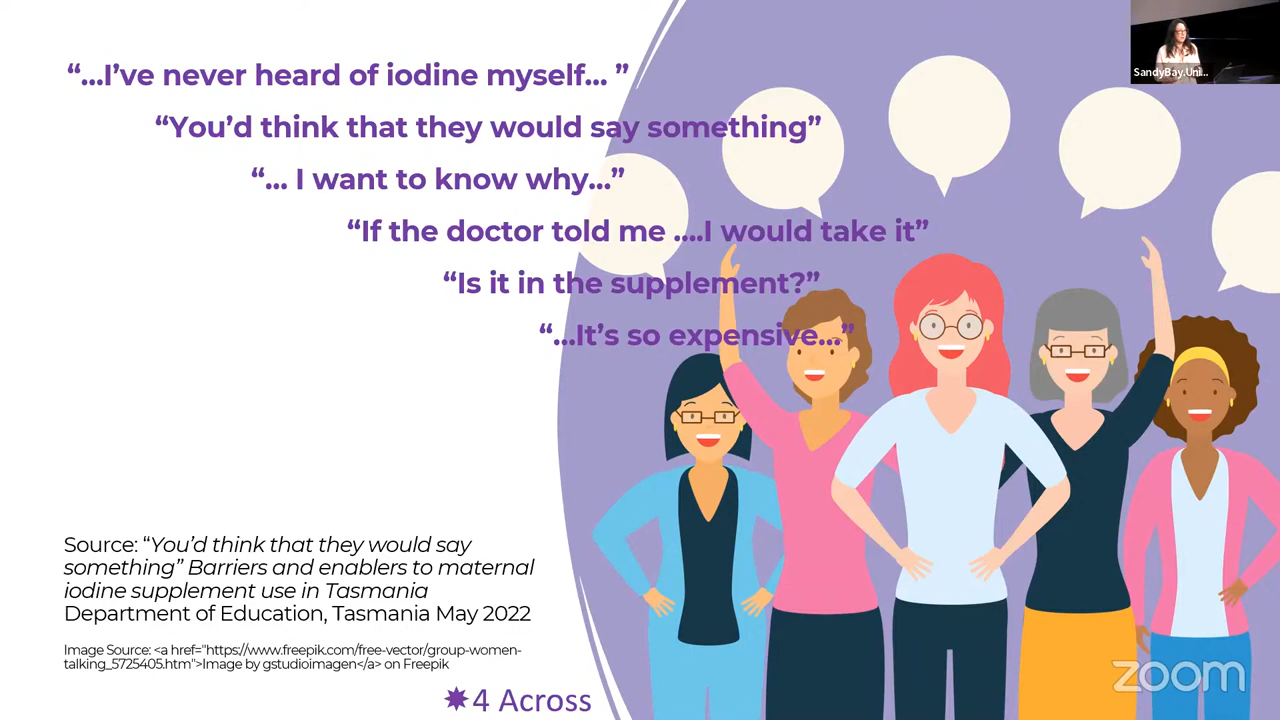 “...I’ve never heard of iodine myself... ”
“You’d think that they would say something”
“... I want to know why...”
“If the doctor told me ....I would take it”
“Is it in the supplement?”
“...It’s so expensive...”
Source: “You’d think that they would say
something” Barriers and enablers to maternal
iodine supplement use in Tasmania
Department of Education, Tasmania May 2022
Image Source: <a href="https://www.freepik.com/free-vector/group-women-
talking_5725405.htm">Image by gstudioimagen</a> on Freepik
✷4 Across
SandyBay.Uni...
zoom